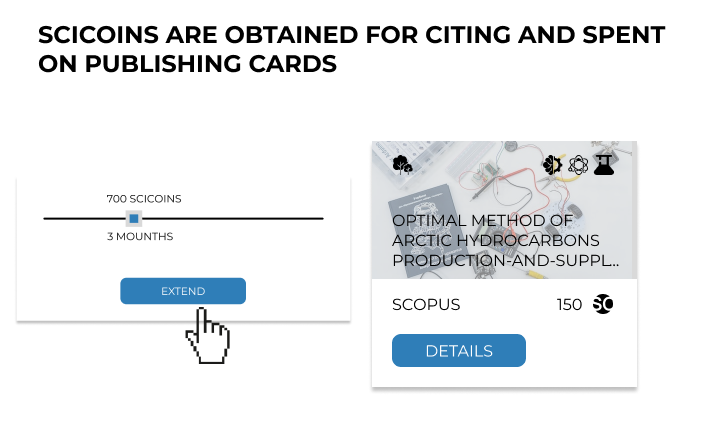 SCICOINS ARE OBTAINED FOR CITING AND SPENT
ON PUBLISHING CARDS
700 SCICOINS
3 MOUNTHS
EXTEND
OPTIMAL METHOD OF
ARCTIC HYDROCARBONS
PRODUCTION-AND-SUPPL..
SCOPUS 150 SC
DETAILS